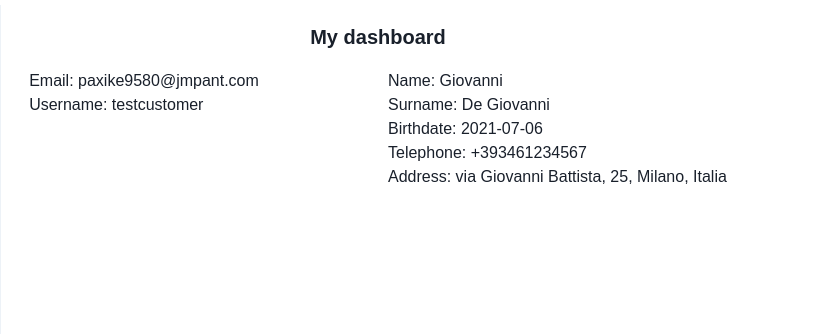 My dashboard
Email: paxike9580@jmpant.com
Username: testcustomer
Name: Giovanni
Surname: De Giovanni
Birthdate: 2021-07-06
Telephone: +393461234567
Address: via Giovanni Battista, 25, Milano, Italia